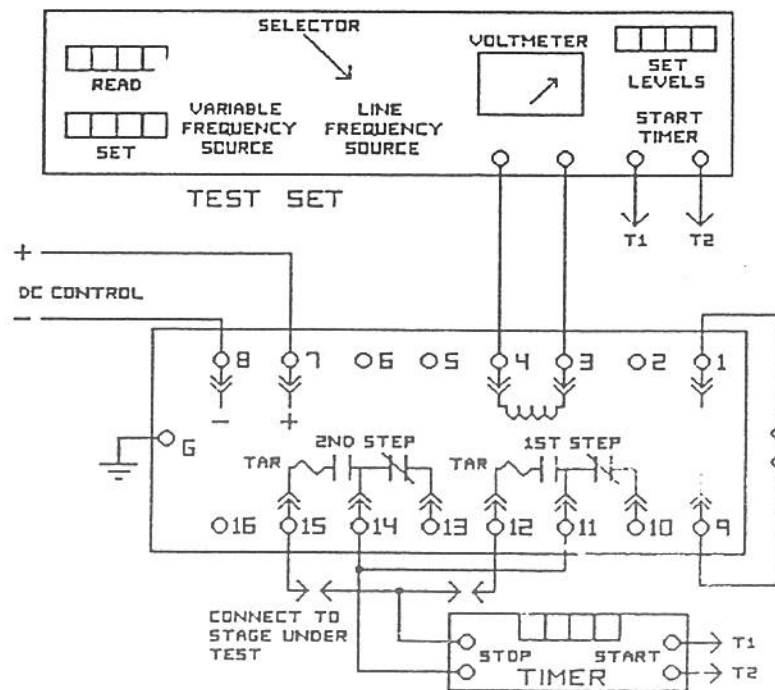 SELECTOR
VOLTMETER
READ
SET
LEVELS
VARIABLE
FREQUENCY
SOURCE
LINE
FREQUENCY
SOURCE
START
TIMER
SET
TEST SET
T1 T2
+
DC CONTROL
-
8 7 6 5 4 3 2 1
- +
G
2ND STEP
1ST STEP
TAR
TAR
16 15 14 13 12 11 10 9
CONNECT TO
STAGE UNDER
TEST
STOP START
TIMER
T1
T2